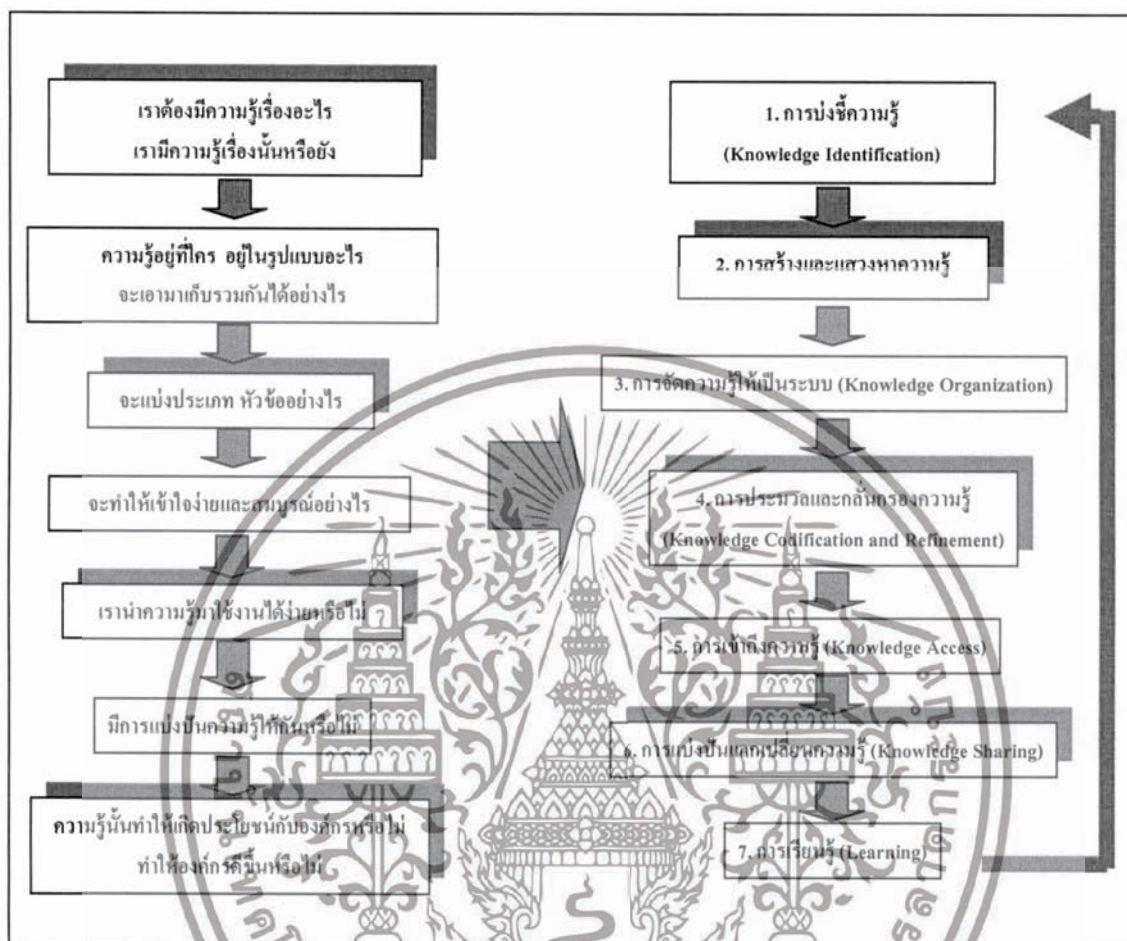 เราต้องมีความรู้เรื่องอะไร
เรามีความรู้เรื่องนั้นหรือยัง
ความรู้อยู่ที่ใคร อยู่ในรูปแบบอะไร
จะเอามาเก็บรวมกันได้อย่างไร
จะแบ่งประเภท หัวข้ออย่างไร
จะทำให้เข้าใจง่ายและสมบูรณ์อย่างไร
เรานำความรู้มาใช้งานได้ง่ายหรือไม่
มีการแบ่งปันความรู้ให้กันหรือไม่
ความรู้นั้นทำให้เกิดประโยชน์กับองค์กรหรือไม่
ทำให้องค์กรดีขึ้นหรือไม่
1. การบ่งชี้ความรู้
(Knowledge Identification)
2. การสร้างและแสวงหาความรู้
3. การจัดความรู้ให้เป็นระบบ (Knowledge Organization)
4. การประมวลและกลั่นกรองความรู้
(Knowledge Codification and Refinement)
5. การเข้าถึงความรู้ (Knowledge Access)
6. การแบ่งปันแลกเปลี่ยนความรู้ (Knowledge Sharing)
7. การเรียนรู้ (Learning)